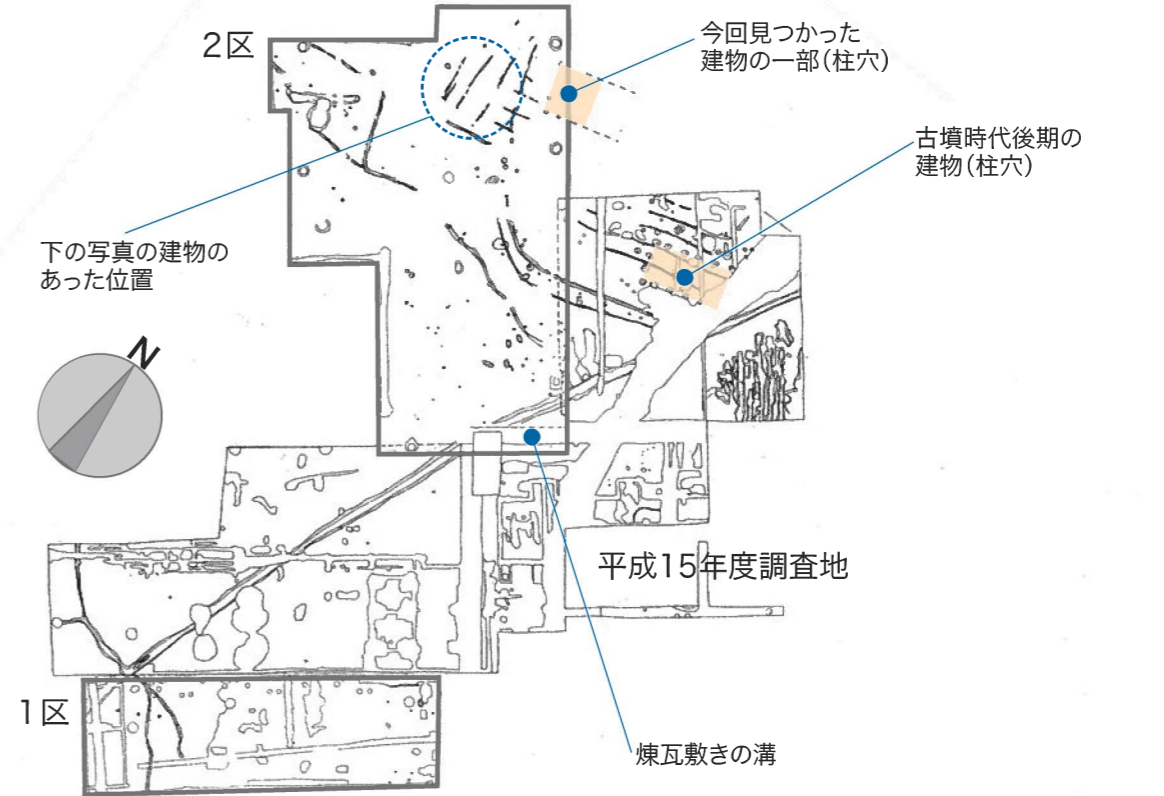 2区
今回見つかった
建物の一部(柱穴)
古墳時代後期の
建物(柱穴)
下の写真の建物の
あった位置
N
平成15年度調査地
1区
煉瓦敷きの溝